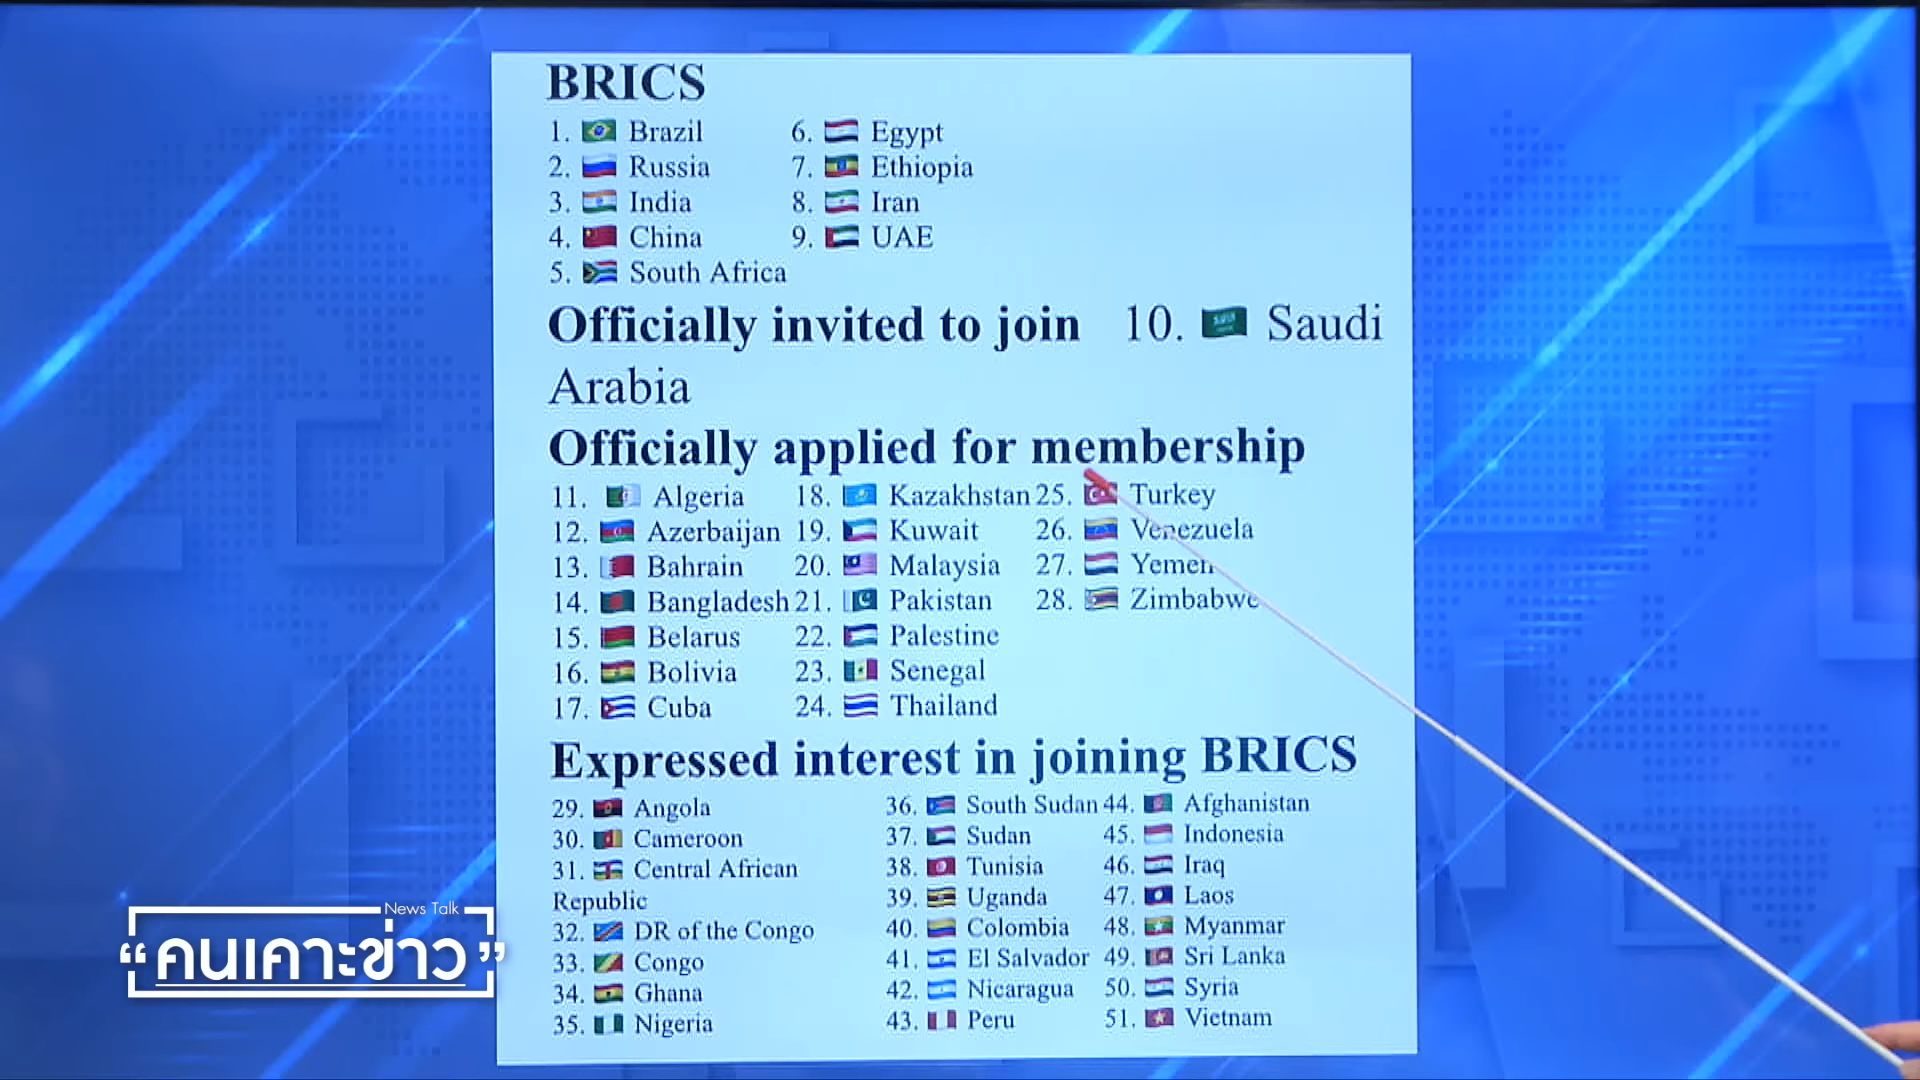 BRICS
1. Brazil
2. Russia
3. India
4. China
5. South Africa
6. Egypt
7. Ethiopia
8. Iran
9. UAE
Officially invited to join 10. Saudi
Arabia
Officially applied for membership
11. Algeria
12. Azerbaijan
13. Bahrain
14. Bangladesh
15. Belarus
16. Bolivia
17. Cuba
18. Kazakhstan
19. Kuwait
20. Malaysia
21. Pakistan
22. Palestine
23. Senegal
24. Thailand
25. Turkey
26. Venezuela
27. Yemen
28. Zimbabwe
Expressed interest in joining BRICS
29. Angola
30. Cameroon
31. Central African
Republic
32. DR of the Congo
33. Congo
34. Ghana
35. Nigeria
36. South Sudan
37. Sudan
38. Tunisia
39. Uganda
40. Colombia
41. El Salvador
42. Nicaragua
43. Peru
44. Afghanistan
45. Indonesia
46. Iraq
47. Laos
48. Myanmar
49. Sri Lanka
50. Syria
51. Vietnam
News Talk
“คนเคาะข่าว”